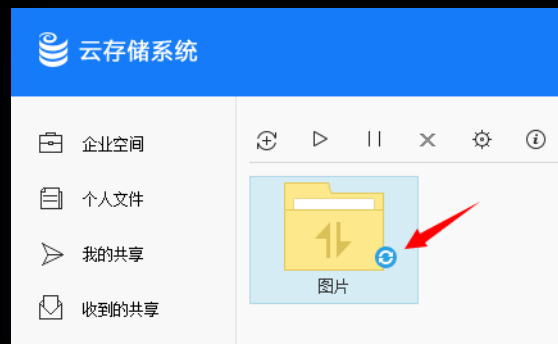 云存储系统
企业空间
个人文件
我的共享
收到的共享
图片